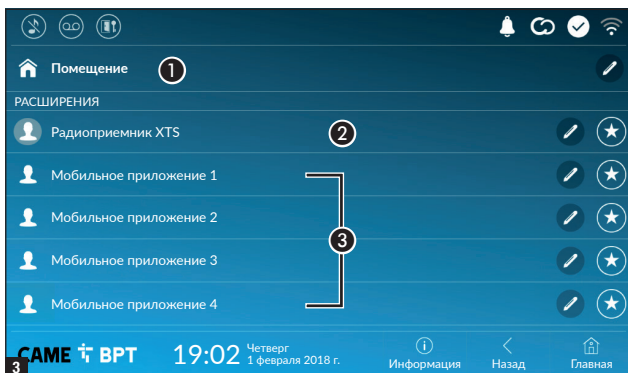 Помещение
1
РАСШИРЕНИЯ
Радиоприемник XTS
2
Мобильное приложение 1
Мобильное приложение 2
3
Мобильное приложение 3
Мобильное приложение 4
CAME BPT 19:02 Четверг
1 февраля 2018 г.
Информация Назад Главная
3